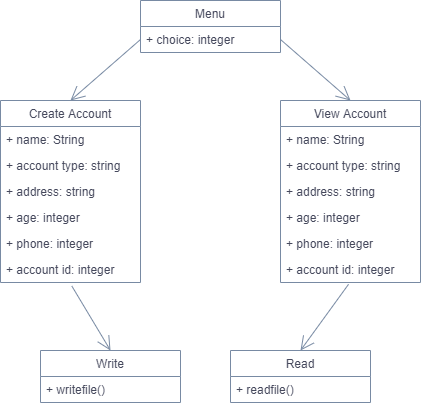 Menu
+ choice: integer
Create Account
+ name: String
+ account type: string
+ address: string
+ age: integer
+ phone: integer
+ account id: integer
View Account
+ name: String
+ account type: string
+ address: string
+ age: integer
+ phone: integer
+ account id: integer
Write
+ writefile()
Read
+ readfile()